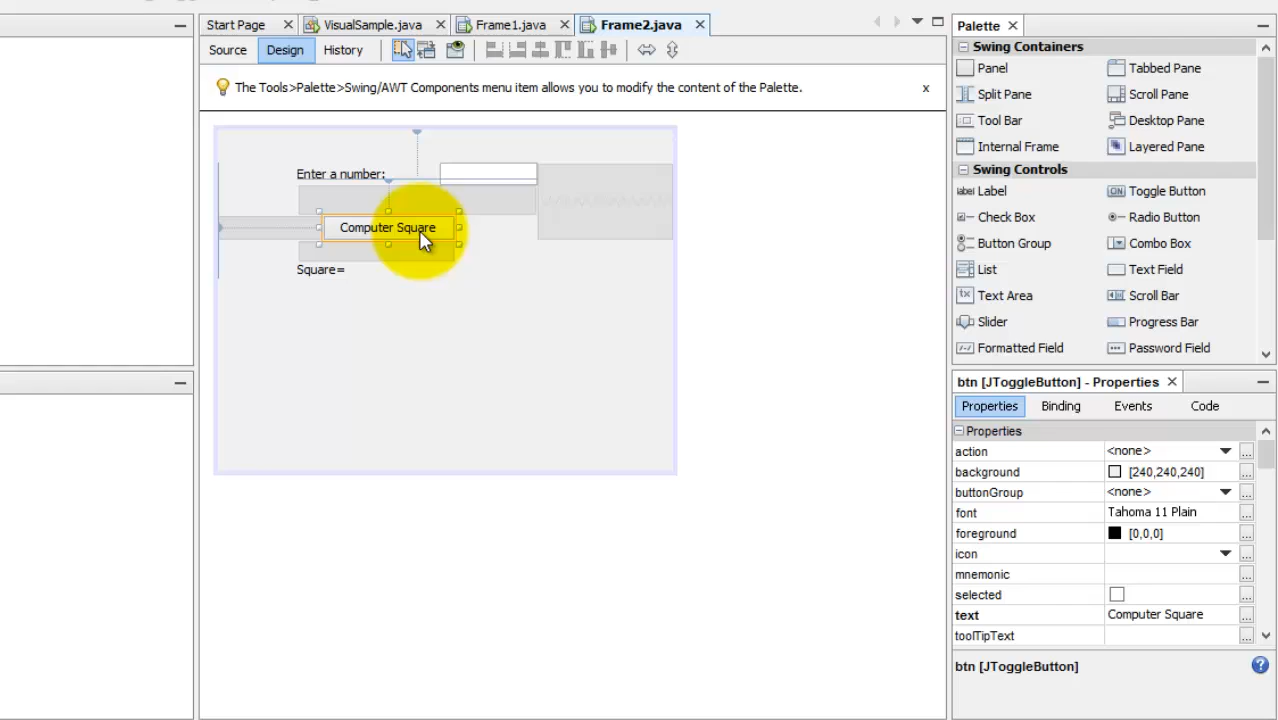 Start Page
VisualSample.java
Frame1.java
Frame2.java
Source
Design
History
The Tools>Palette>Swing/AWT Components menu item allows you to modify the content of the Palette.
x
Enter a number:
Computer Square
Square=
Palette
Swing Containers
Panel
Tabbed Pane
Split Pane
Scroll Pane
Tool Bar
Desktop Pane
Internal Frame
Layered Pane
Swing Controls
label Label
ON Toggle Button
Check Box
Radio Button
Button Group
Combo Box
List
Text Field
Text Area
Scroll Bar
Slider
Progress Bar
Formatted Field
Password Field
btn [JToggleButton] - Properties
Properties
Binding
Events
Code
Properties
action <none> ...
background [240,240,240] ...
buttonGroup <none> ...
font Tahoma 11 Plain ...
foreground [0,0,0] ...
icon ...
mnemonic ...
selected ...
text Computer Square ...
toolTipText ...
btn [JToggleButton]
?